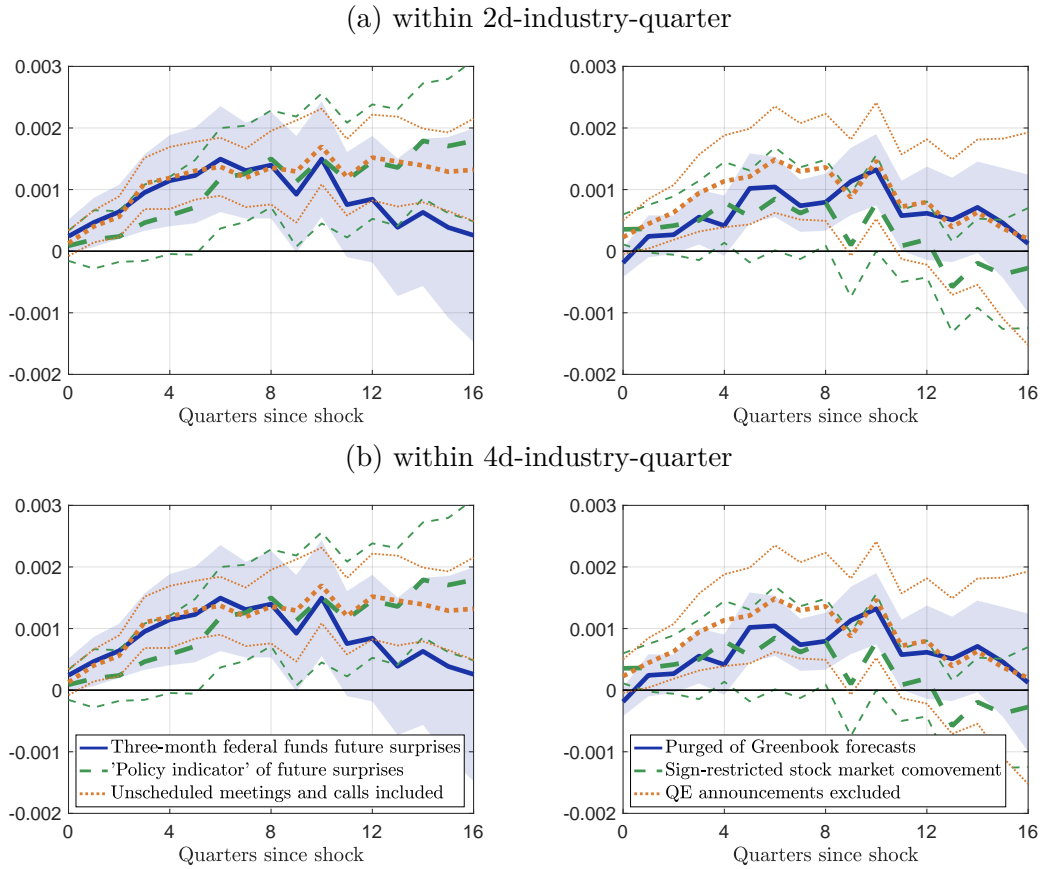 (a) within 2d-industry-quarter
0.003
0.002
0.001
0
-0.001
-0.002
0 4 8 12 16
Quarters since shock
0.003
0.002
0.001
0
-0.001
-0.002
0 4 8 12 16
Quarters since shock
(b) within 4d-industry-quarter
0.003
0.002
0.001
0
-0.001
-0.002
0 4 8 12 16
Quarters since shock
Three-month federal funds future surprises
'Policy indicator' of future surprises
Unscheduled meetings and calls included
0.003
0.002
0.001
0
-0.001
-0.002
0 4 8 12 16
Quarters since shock
Purged of Greenbook forecasts
Sign-restricted stock market comovement
QE announcements excluded